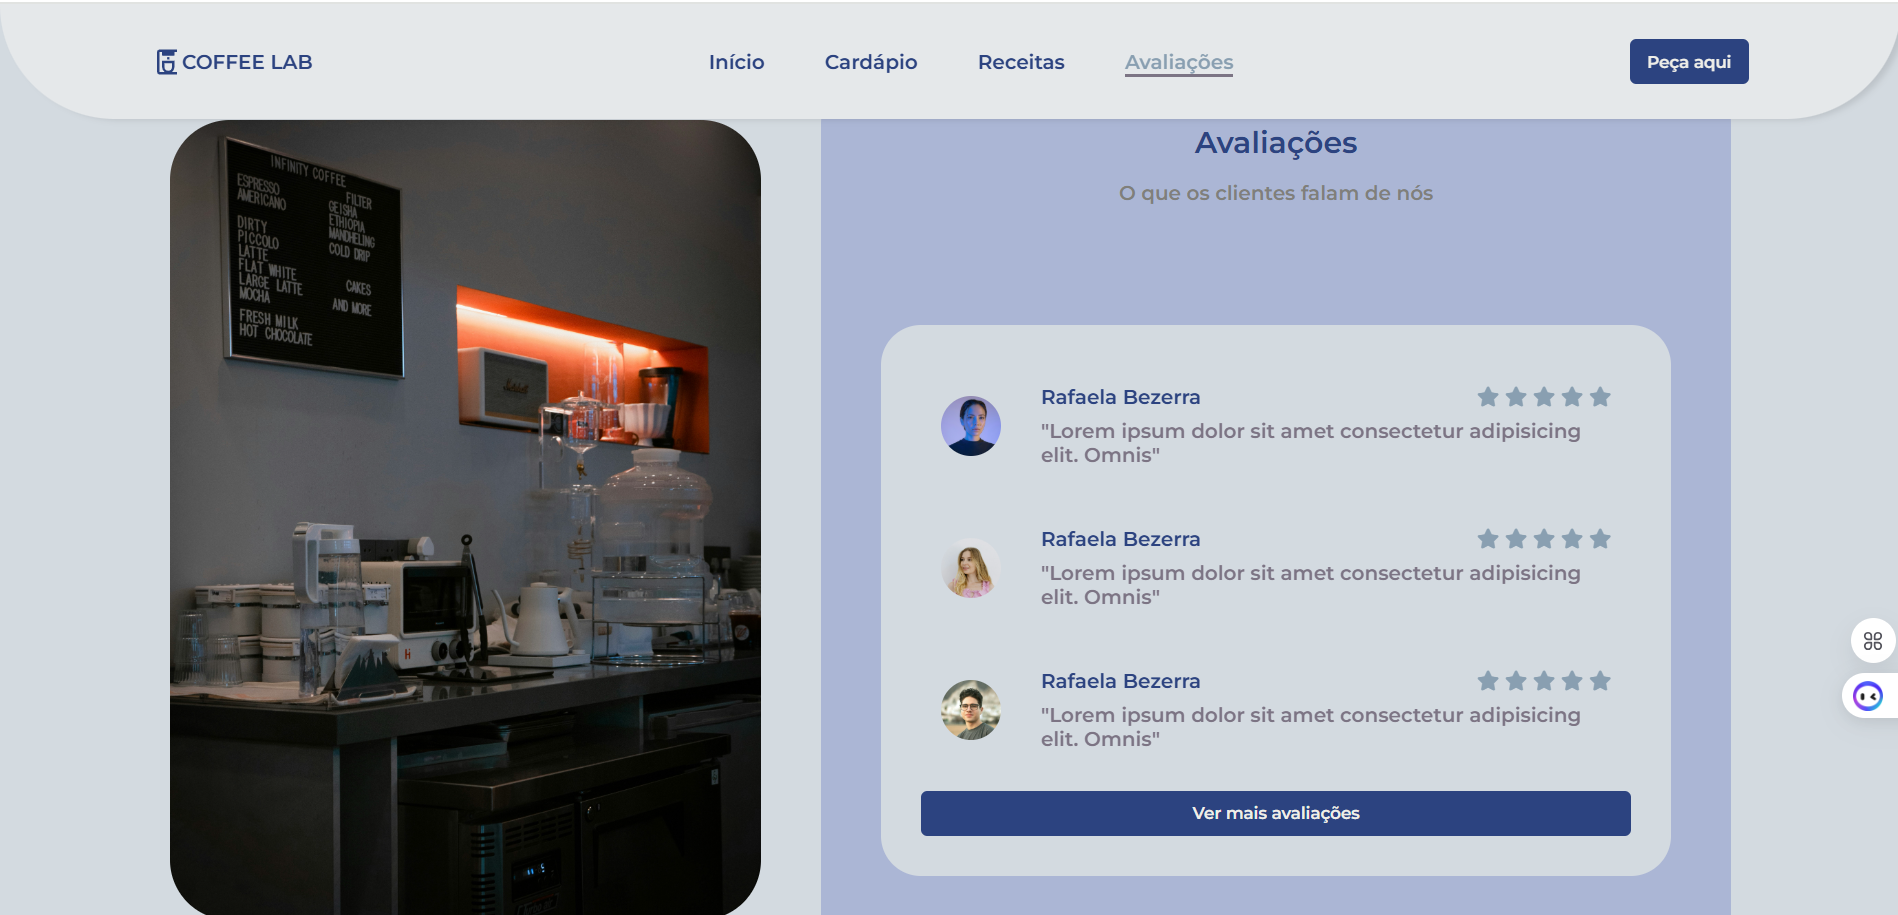 COFFEE LAB
Início
Cardápio
Receitas
Avaliações
Peça aqui
INFINITY COFFEE
ESPRESSO
AMERICANO
DIRTY
PICCOLO
LATTE
FLAT WHITE
LARGE LATTE
MOCHA
FRESH MILK
HOT CHOCOLATE
FILTER
GEISHA
ETHIOPIA
MANDHELING
COLD DRIP
CAKES
AND MORE
Marshall
Avaliações
O que os clientes falam de nós
Rafaela Bezerra
"Lorem ipsum dolor sit amet consectetur adipisicing
elit. Omnis"
Rafaela Bezerra
"Lorem ipsum dolor sit amet consectetur adipisicing
elit. Omnis"
Rafaela Bezerra
"Lorem ipsum dolor sit amet consectetur adipisicing
elit. Omnis"
Ver mais avaliações